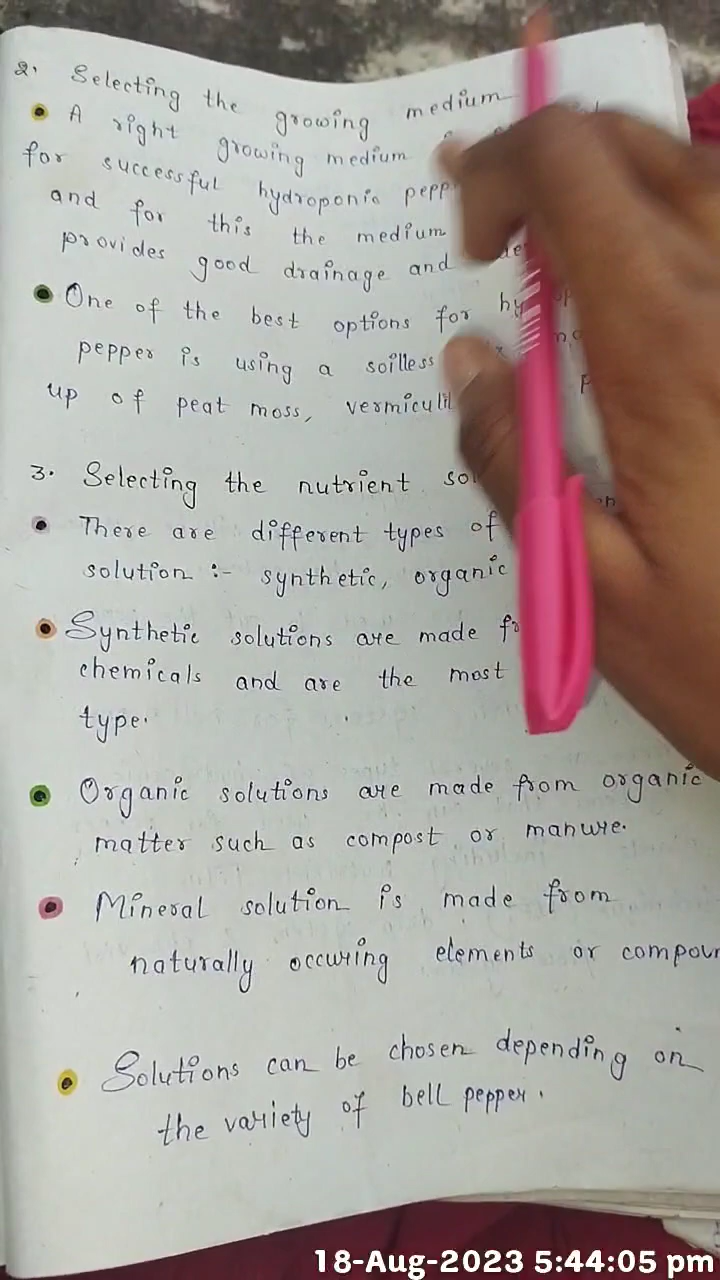 2. Selecting the growing medium
A right growing medium
for successful hydroponic
and for this the medium
provides good drainage and
One of the best options for
pepper is using a soilless
up of peat moss,
3. Selecting the nutrient
There are different types of
solution :- synthetic, organic
Synthetic solutions are made
chemicals and are the most
type.
Organic solutions are made from organic
matter such as compost or manure.
Mineral solution is made from
naturally occuring elements or
Solutions can be chosen depending on
the variety of bell pepper.
18-Aug-2023 5:44:05 pm